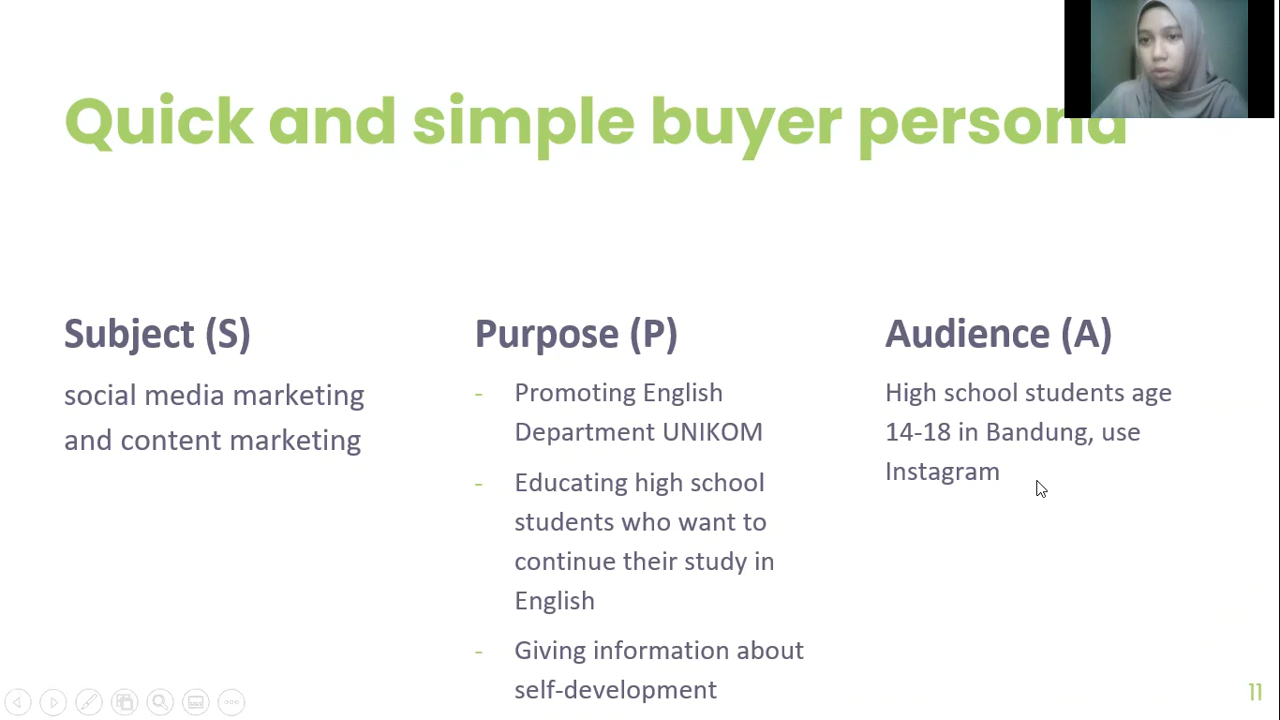 Quick and simple buyer persona
Subject (S)
social media marketing
and content marketing
Purpose (P)
- Promoting English
Department UNIKOM
- Educating high school
students who want to
continue their study in
English
- Giving information about
self-development
Audience (A)
High school students age
14-18 in Bandung, use
Instagram
11